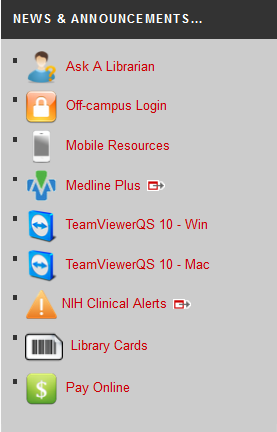 NEWS & ANNOUNCEMENTS...
Ask A Librarian
Off-campus Login
Mobile Resources
Medline Plus
TeamViewerQS 10 - Win
TeamViewerQS 10 - Mac
NIH Clinical Alerts
Library Cards
Pay Online